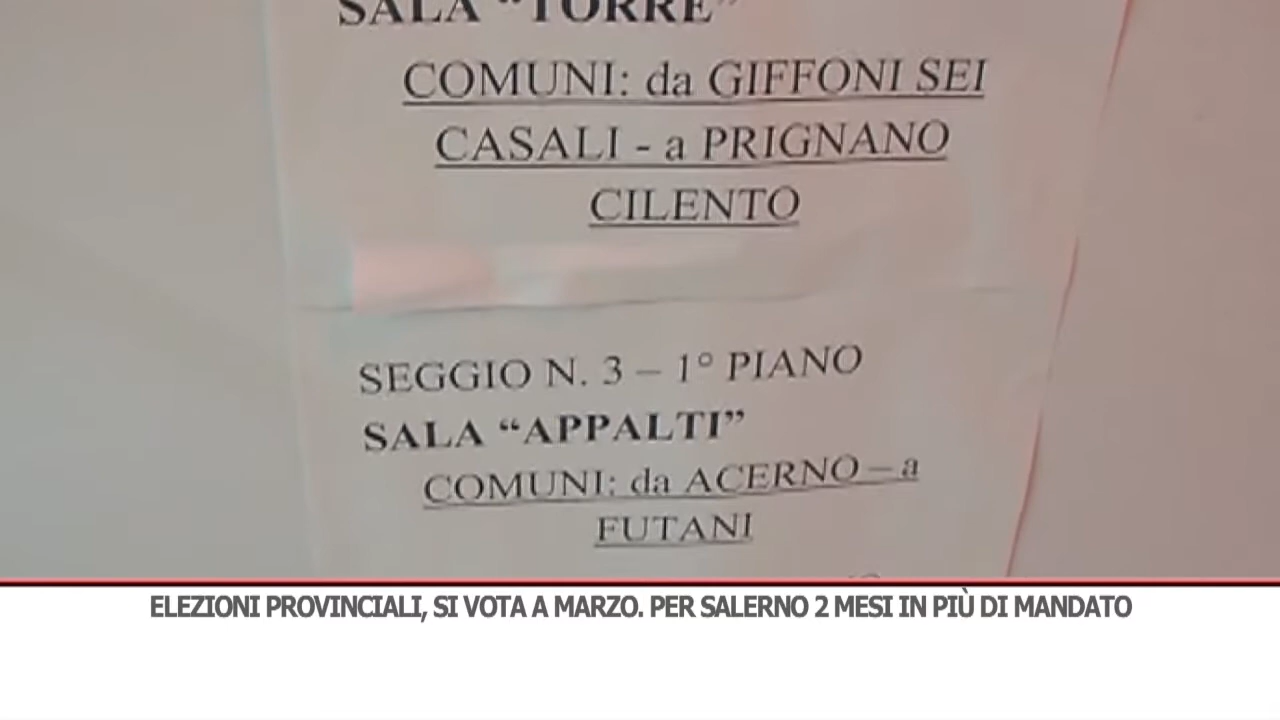 SALA “TORRE”
COMUNI: da GIFFONI SEI
CASALI - a PRIGNANO
CILENTO
SEGGIO N. 3 – 1° PIANO
SALA “APPALTI”
COMUNI: da ACERNO – a
FUTANI
ELEZIONI PROVINCIALI, SI VOTA A MARZO. PER SALERNO 2 MESI IN PIÙ DI MANDATO